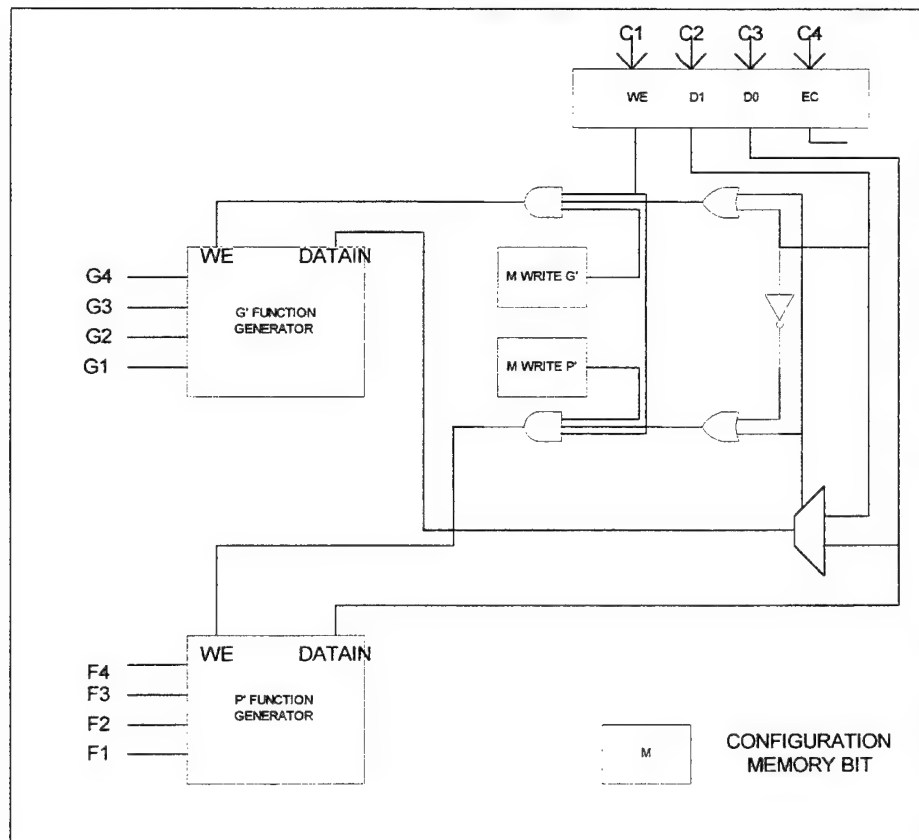 C1 C2 C3 C4
WE D1 D0 EC
WE DATAIN
G4
G3
G2
G1
G' FUNCTION
GENERATOR
M WRITE G'
M WRITE P'
WE DATAIN
F4
F3
F2
F1
P' FUNCTION
GENERATOR
M
CONFIGURATION
MEMORY BIT